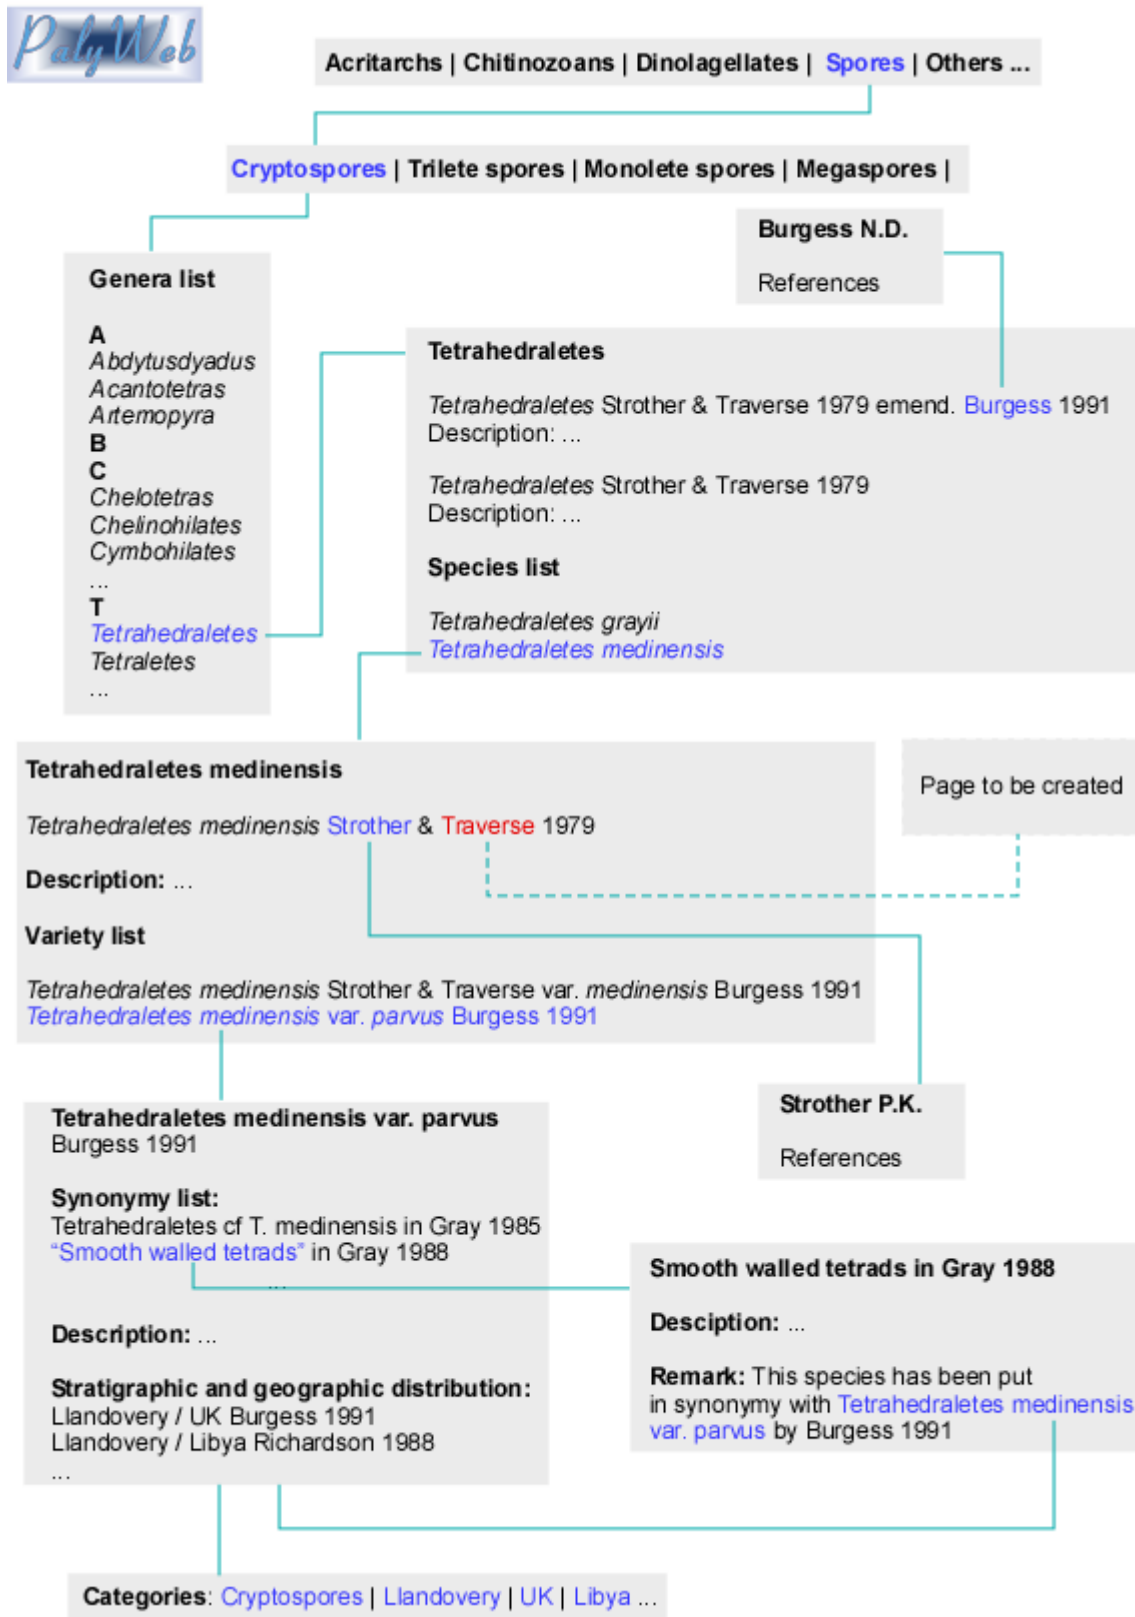 PalyWeb
Acritarchs | Chitinozoans | Dinolagellates | Spores | Others ...
Cryptospores | Trilete spores | Monolete spores | Megaspores |
Burgess N.D.
References
Genera list
A
Abdytusdyadus
Acantotetras
Artemopyra
B
C
Chelotetras
Chelinohilates
Cymbohilates
...
T
Tetrahedraletes
Tetraletes
...
Tetrahedraletes
Tetrahedraletes Strother & Traverse 1979 emend. Burgess 1991
Description: ...
Tetrahedraletes Strother & Traverse 1979
Description: ...
Species list
Tetrahedraletes grayii
Tetrahedraletes medinensis
Tetrahedraletes medinensis
Tetrahedraletes medinensis Strother & Traverse 1979
Description: ...
Variety list
Tetrahedraletes medinensis Strother & Traverse var. medinensis Burgess 1991
Tetrahedraletes medinensis var. parvus Burgess 1991
Page to be created
Tetrahedraletes medinensis var. parvus
Burgess 1991
Synonymy list:
Tetrahedraletes cf T. medinensis in Gray 1985
“Smooth walled tetrads” in Gray 1988
...
Description: ...
Stratigraphic and geographic distribution:
Llandovery / UK Burgess 1991
Llandovery / Libya Richardson 1988
...
Strother P.K.
References
Smooth walled tetrads in Gray 1988
Desciption: ...
Remark: This species has been put
in synonymy with Tetrahedraletes medinensis
var. parvus by Burgess 1991
Categories: Cryptospores | Llandovery | UK | Libya ...